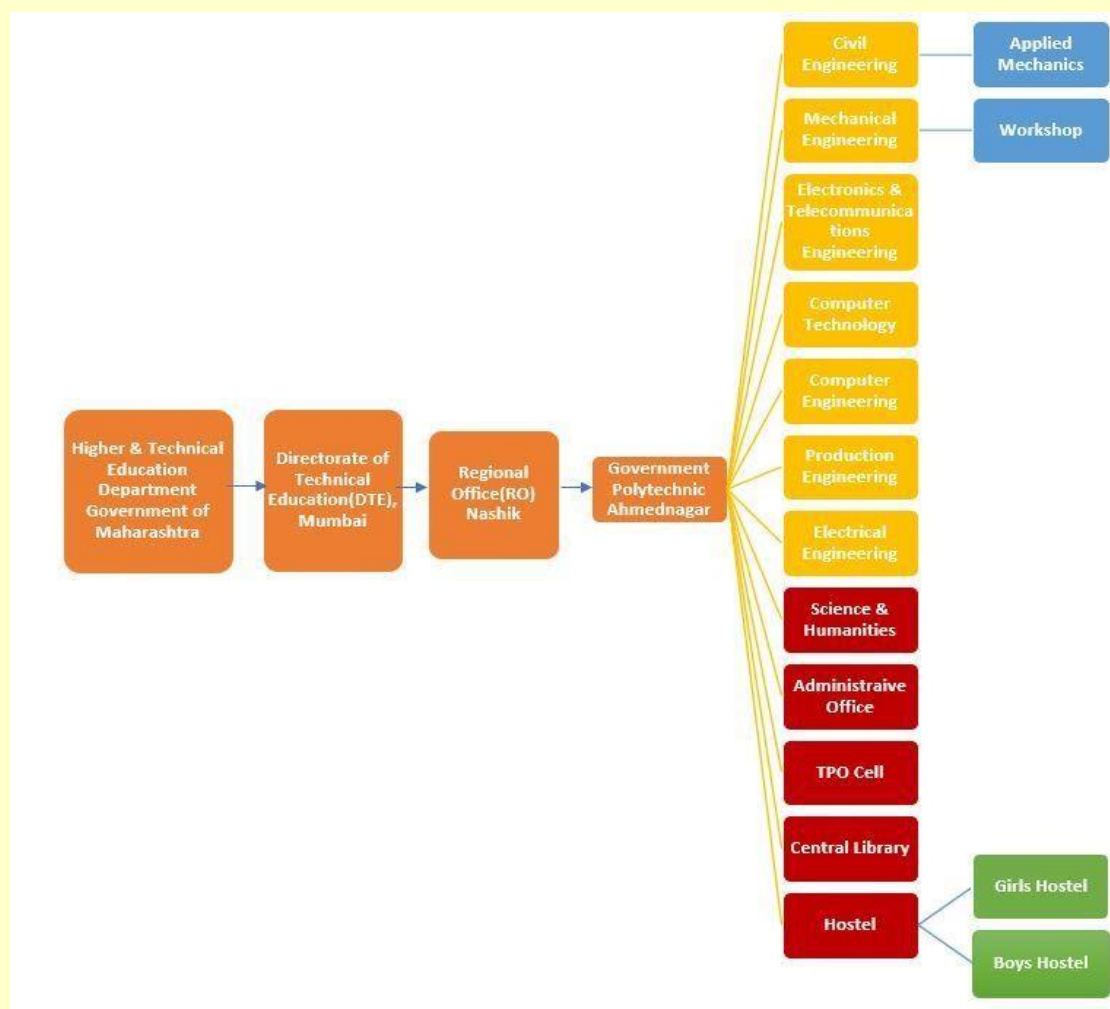 Higher & Technical
Education
Department
Government of
Maharashtra
Directorate of
Technical
Education(DTE),
Mumbai
Regional
Office(RO)
Nashik
Government
Polytechnic
Ahmednagar
Civil
Engineering
Applied
Mechanics
Mechanical
Engineering
Workshop
Electronics &
Telecommunica
tions
Engineering
Computer
Technology
Computer
Engineering
Production
Engineering
Electrical
Engineering
Science &
Humanities
Administraive
Office
TPO Cell
Central Library
Hostel
Girls Hostel
Boys Hostel